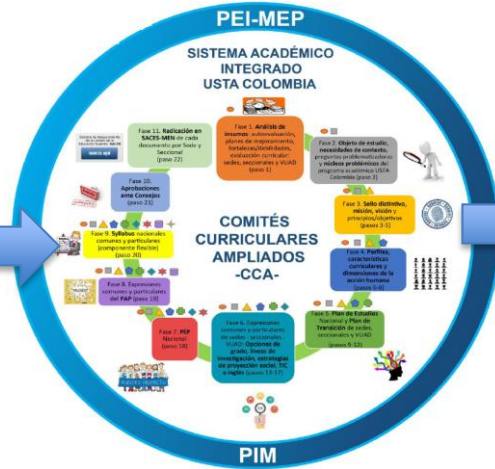 PEI-MEP
SISTEMA ACADÉMICO
INTEGRADO
USTA COLOMBIA
Fase 1. Análisis de
insumos: autoevaluación,
planes de mejoramiento,
fortalezas/debilidades,
evaluación curricular:
sedes, seccionales y VUAD
(paso 1)
Fase 2. Objeto de estudio,
necesidades de contexto,
preguntas problematizadoras
y núcleos problémicos del
programa académico USTA
Colombia (paso 2)
Fase 3. Sello distintivo,
misión, visión y
principios/objetivos
(pasos 3-5)
Fase 4. Perfiles,
características
curriculares y
dimensiones de la
acción humana
Fase 5. Plan de Estudios
Nacional y Plan de
Transición de sedes,
seccionales y VUAD
(pasos 9-12)
Fase 6. Expresiones
comunes y particulares
de sedes - seccionales -
VUAD: Opciones de
grado, líneas de
investigación, estrategias
de proyección social, TIC
e inglés (pasos 13-17)
Fase 7. PEP
Nacional
(paso 18)
Fase 8. Expresiones
comunes y particulares
del PAP (paso 19)
Fase 9. Syllabus nacionales
comunes y particulares
(componente flexible)
(paso 20)
Fase 10.
Aprobaciones
ante Consejos
(paso 21)
Fase 11. Radicación en
SACES-MEN de cada
documento por Sede y
Seccional
(paso 22)
COMITÉS
CURRICULARES
AMPLIADOS
-CCA-
PIM